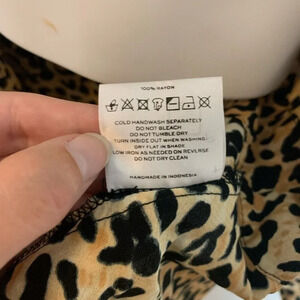 100% RAYON
COLD HANDWASH SEPARATELY
DO NOT BLEACH
DO NOT TUMBLE DRY
TURN INSIDE OUT WHEN WASHING
DRY FLAT IN SHADE
LOW IRON AS NEEDED ON REVERSE
DO NOT DRY CLEAN
HANDMADE IN INDONESIA